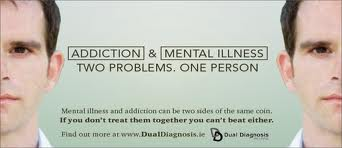 ADDICTION & MENTAL ILLNESS
TWO PROBLEMS. ONE PERSON
Mental illness and addiction can be two sides of the same coin.
If you don't treat them together you can't beat either.
Find out more at www.DualDiagnosis.ie
Dual Diagnosis